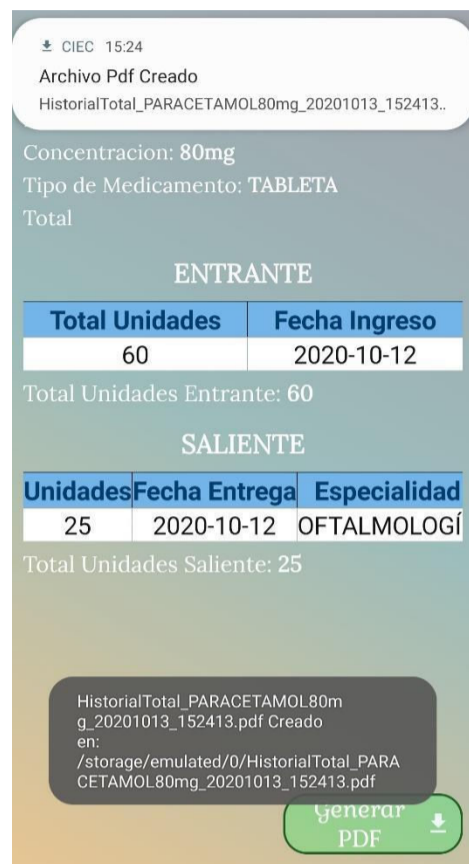 CIEC 15:24
Archivo Pdf Creado
HistorialTotal_PARACETAMOL80mg_20201013_152413..
Concentracion: 80mg
Tipo de Medicamento: TABLETA
Total
ENTRANTE
Total Unidades Fecha Ingreso
60 2020-10-12
Total Unidades Entrante: 60
SALIENTE
Unidades Fecha Entrega Especialidad
25 2020-10-12 OFTALMOLOGÍ
Total Unidades Saliente: 25
HistorialTotal_PARACETAMOL80m
g_20201013_152413.pdf Creado
en:
/storage/emulated/0/HistorialTotal_PARA
CETAMOL80mg_20201013_152413.pdf
Generar
PDF